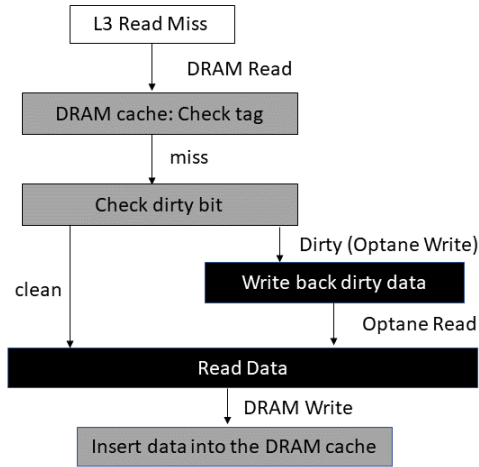 L3 Read Miss
DRAM Read
DRAM cache: Check tag
miss
Check dirty bit
Dirty (Optane Write)
clean
Write back dirty data
Optane Read
Read Data
DRAM Write
Insert data into the DRAM cache